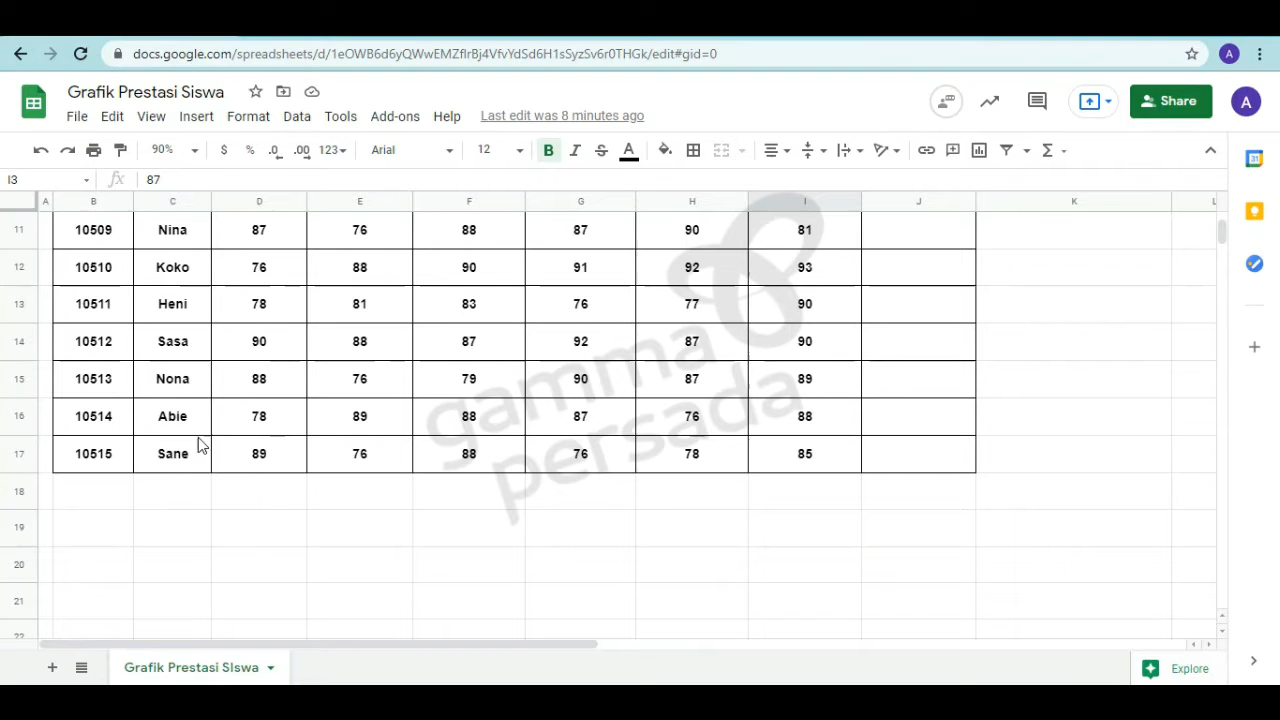 docs.google.com/spreadsheets/d/1eOWB6d6yQWwEMZflrBj4VfvYdSd6H1sSyzSv6r0THGk/edit#gid=0
A
Grafik Prestasi Siswa
File Edit View Insert Format Data Tools Add-ons Help Last edit was 8 minutes ago
Share
A
90% $ % .0 .00 123 Arial 12 B I S A Σ
31
I3 fx 87
A B C D E F G H I J K L
11 10509 Nina 87 76 88 87 90 81
12 10510 Koko 76 88 90 91 92 93
13 10511 Heni 78 81 83 76 77 90
14 10512 Sasa 90 88 87 92 87 90
15 10513 Nona 88 76 79 90 87 89
16 10514 Abie 78 89 88 87 76 88
17 10515 Sane 89 76 88 76 78 85
gamma
persada
18
19
20
21
22
Grafik Prestasi SIswa
Explore